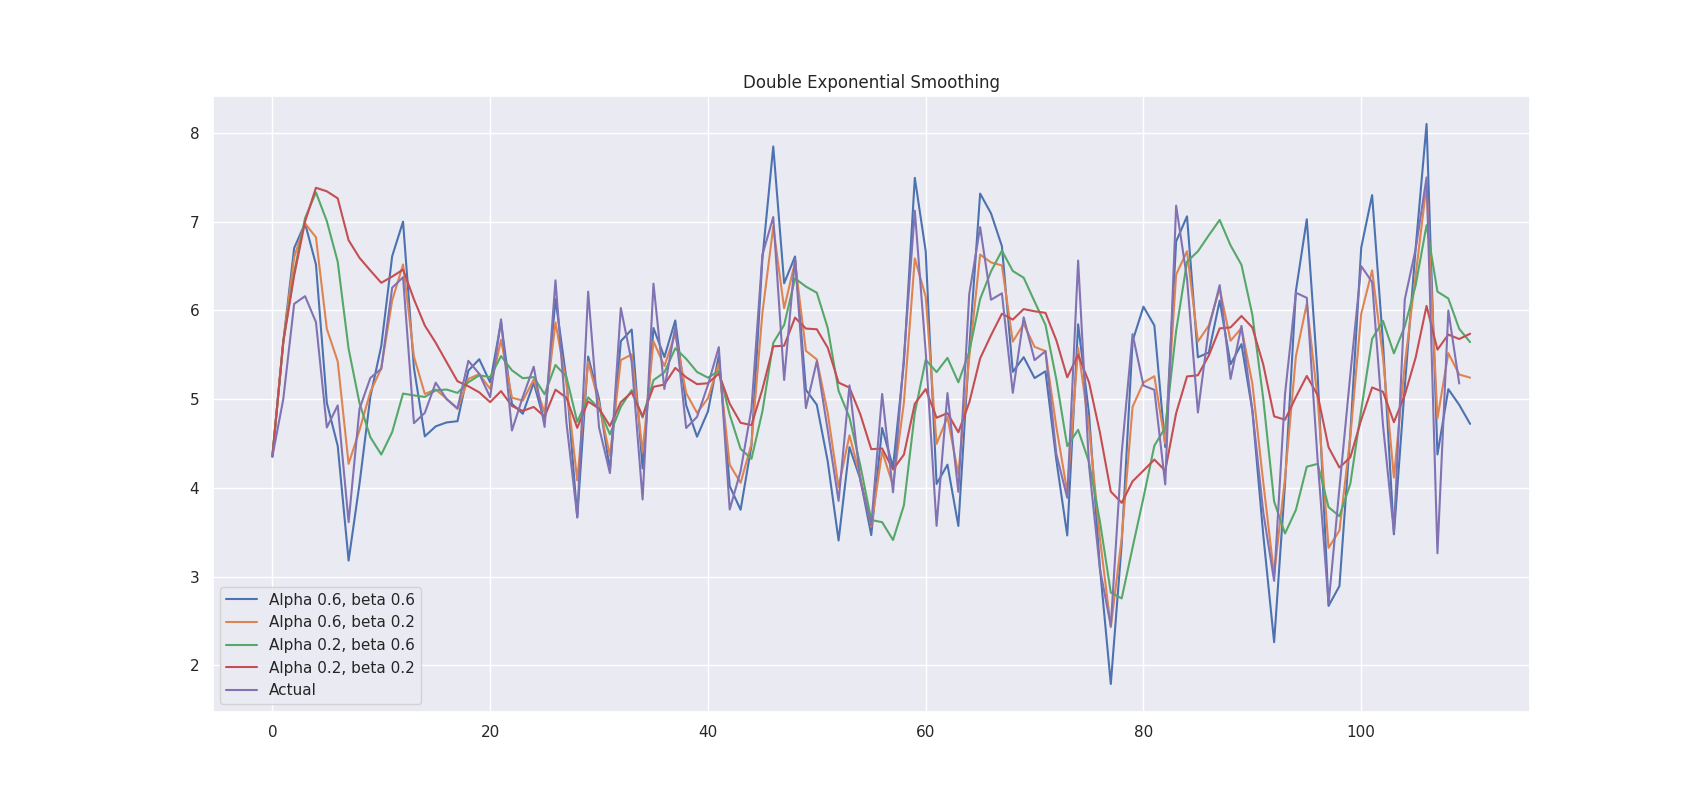 Double Exponential Smoothing
8
7
6
5
4
3
2
Alpha 0.6, beta 0.6
Alpha 0.6, beta 0.2
Alpha 0.2, beta 0.6
Alpha 0.2, beta 0.2
Actual
0 20 40 60 80 100